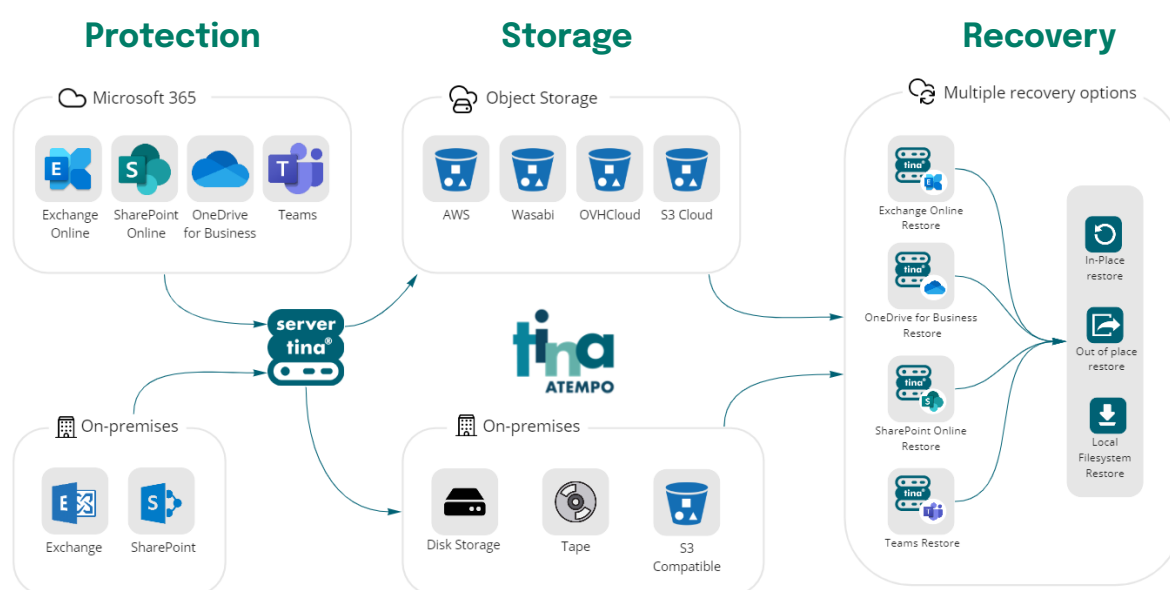 Protection
Storage
Recovery
Microsoft 365
Exchange
Online
SharePoint
Online
OneDrive
for Business
Teams
server
tina®
On-premises
Exchange
SharePoint
Object Storage
AWS
Wasabi
OVHCloud
S3 Cloud
tina
ATEMPO
On-premises
Disk Storage
Tape
S3
Compatible
Multiple recovery options
tina®
Exchange Online
Restore
tina®
OneDrive for Business
Restore
tina®
SharePoint Online
Restore
tina®
Teams Restore
In-Place
restore
Out of place
restore
Local
Filesystem
Restore